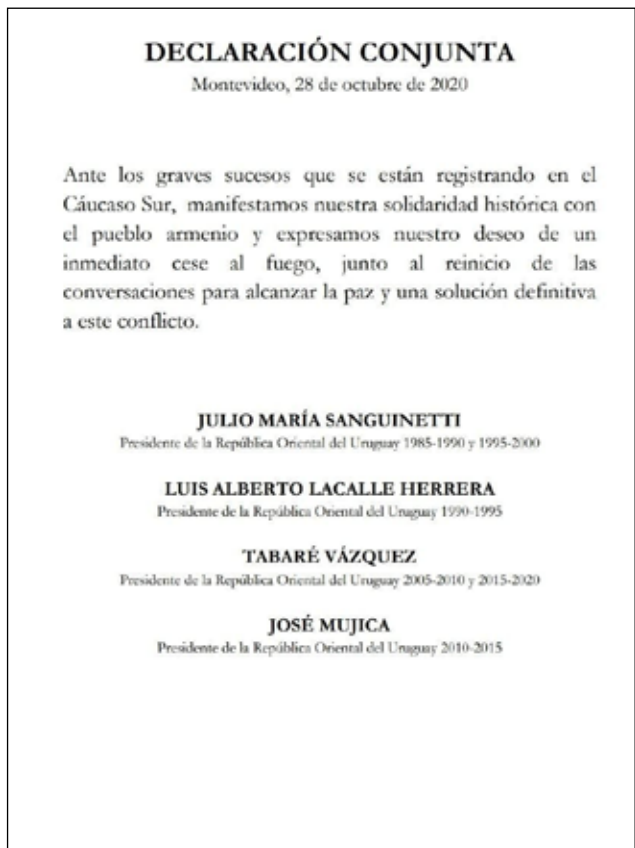 DECLARACIÓN CONJUNTA
Montevideo, 28 de octubre de 2020
Ante los graves sucesos que se están registrando en el
Cáucaso Sur, manifestamos nuestra solidaridad histórica con
el pueblo armenio y expresamos nuestro deseo de un
inmediato cese al fuego, junto al reinicio de las
conversaciones para alcanzar la paz y una solución definitiva
a este conflicto.
JULIO MARÍA SANGUINETTI
Presidente de la República Oriental del Uruguay 1985-1990 y 1995-2000
LUIS ALBERTO LACALLE HERRERA
Presidente de la República Oriental del Uruguay 1990-1995
TABARÉ VÁZQUEZ
Presidente de la República Oriental del Uruguay 2005-2010 y 2015-2020
JOSÉ MUJICA
Presidente de la República Oriental del Uruguay 2010-2015